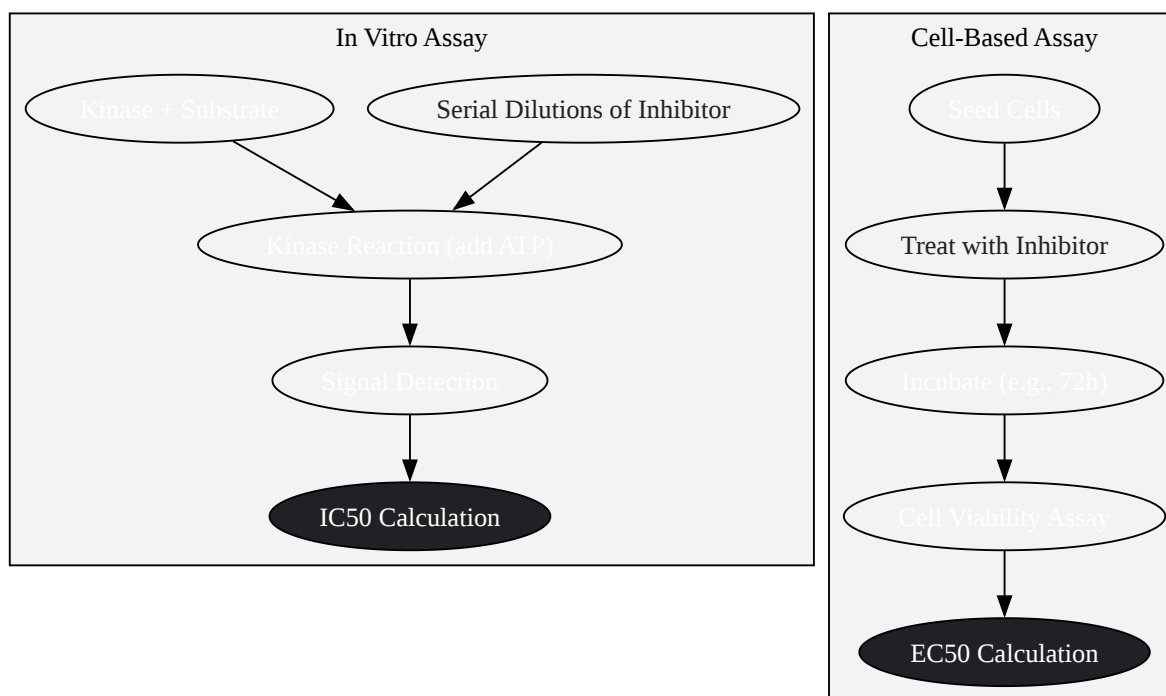 In Vitro Assay
Kinase + Substrate
Serial Dilutions of Inhibitor
Kinase Reaction (add ATP)
Signal Detection
IC50 Calculation
Cell-Based Assay
Seed Cells
Treat with Inhibitor
Incubate (e.g., 72h)
Cell Viability Assay
EC50 Calculation